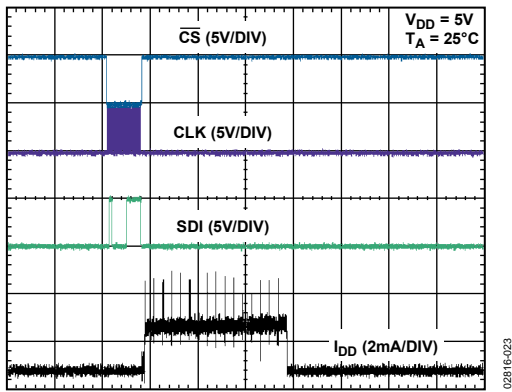 CS (5V/DIV)
V_DD = 5V
T_A = 25°C
CLK (5V/DIV)
SDI (5V/DIV)
I_DD (2mA/DIV)
02816-023